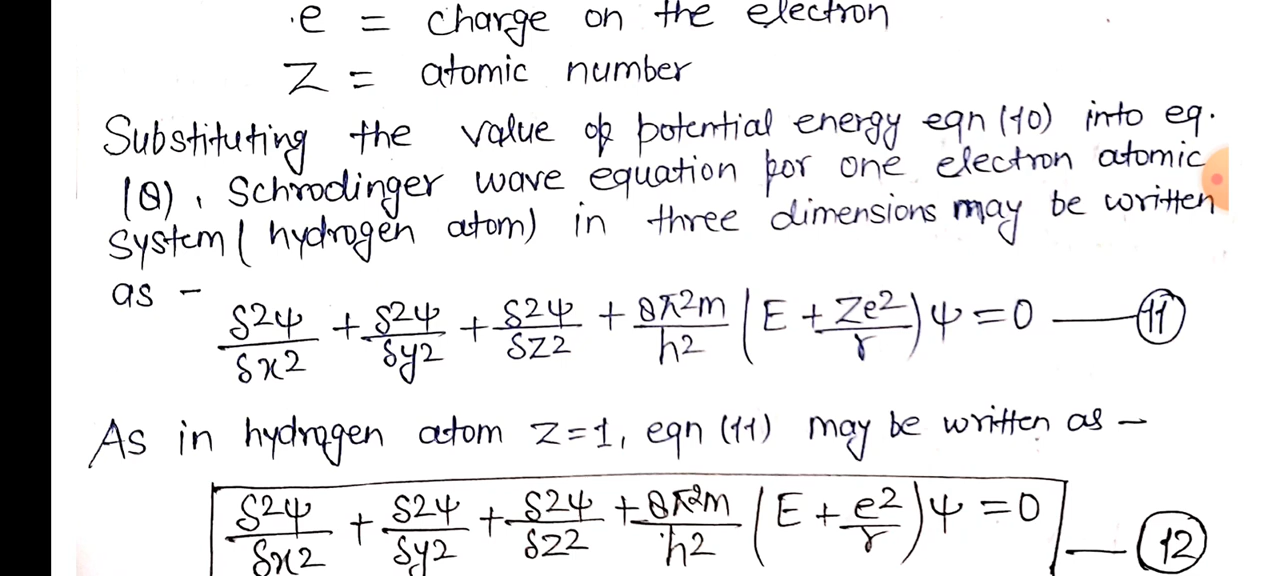 e = charge on the electron
Z = atomic number
Substituting the value of potential energy eqn (10) into eq.
(8), Schrodinger wave equation for one electron atomic
system ( hydrogen atom) in three dimensions may be written
as -
δ2ψ/δx2 + δ2ψ/δy2 + δ2ψ/δz2 + 8π2m/h2 (E + Ze2/r) ψ = 0 — 11
As in hydrogen atom z=1, eqn (11) may be written as -
δ2ψ/δx2 + δ2ψ/δy2 + δ2ψ/δz2 + 8π2m/h2 (E + e2/r) ψ = 0 — 12